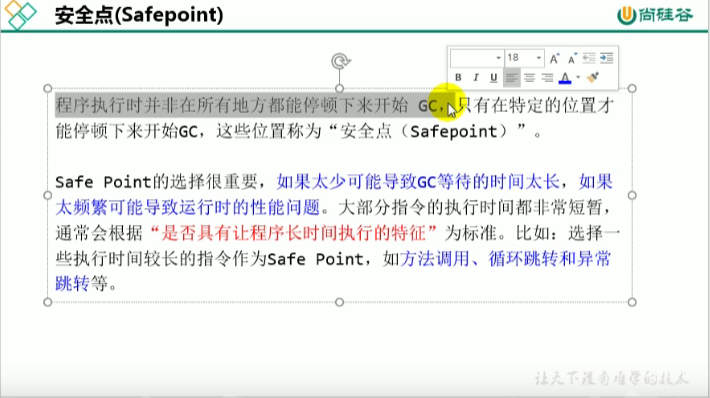 安全点(Safepoint)
尚硅谷
18
B I U A
程序执行时并非在所有地方都能停顿下来开始 GC，只有在特定的位置才
能停顿下来开始GC，这些位置称为“安全点（Safepoint）”。
Safe Point的选择很重要，如果太少可能导致GC等待的时间太长，如果
太频繁可能导致运行时的性能问题。大部分指令的执行时间都非常短暂，
通常会根据“是否具有让程序长时间执行的特征”为标准。比如：选择一
些执行时间较长的指令作为Safe Point，如方法调用、循环跳转和异常
跳转等。
让天下没有难学的技术